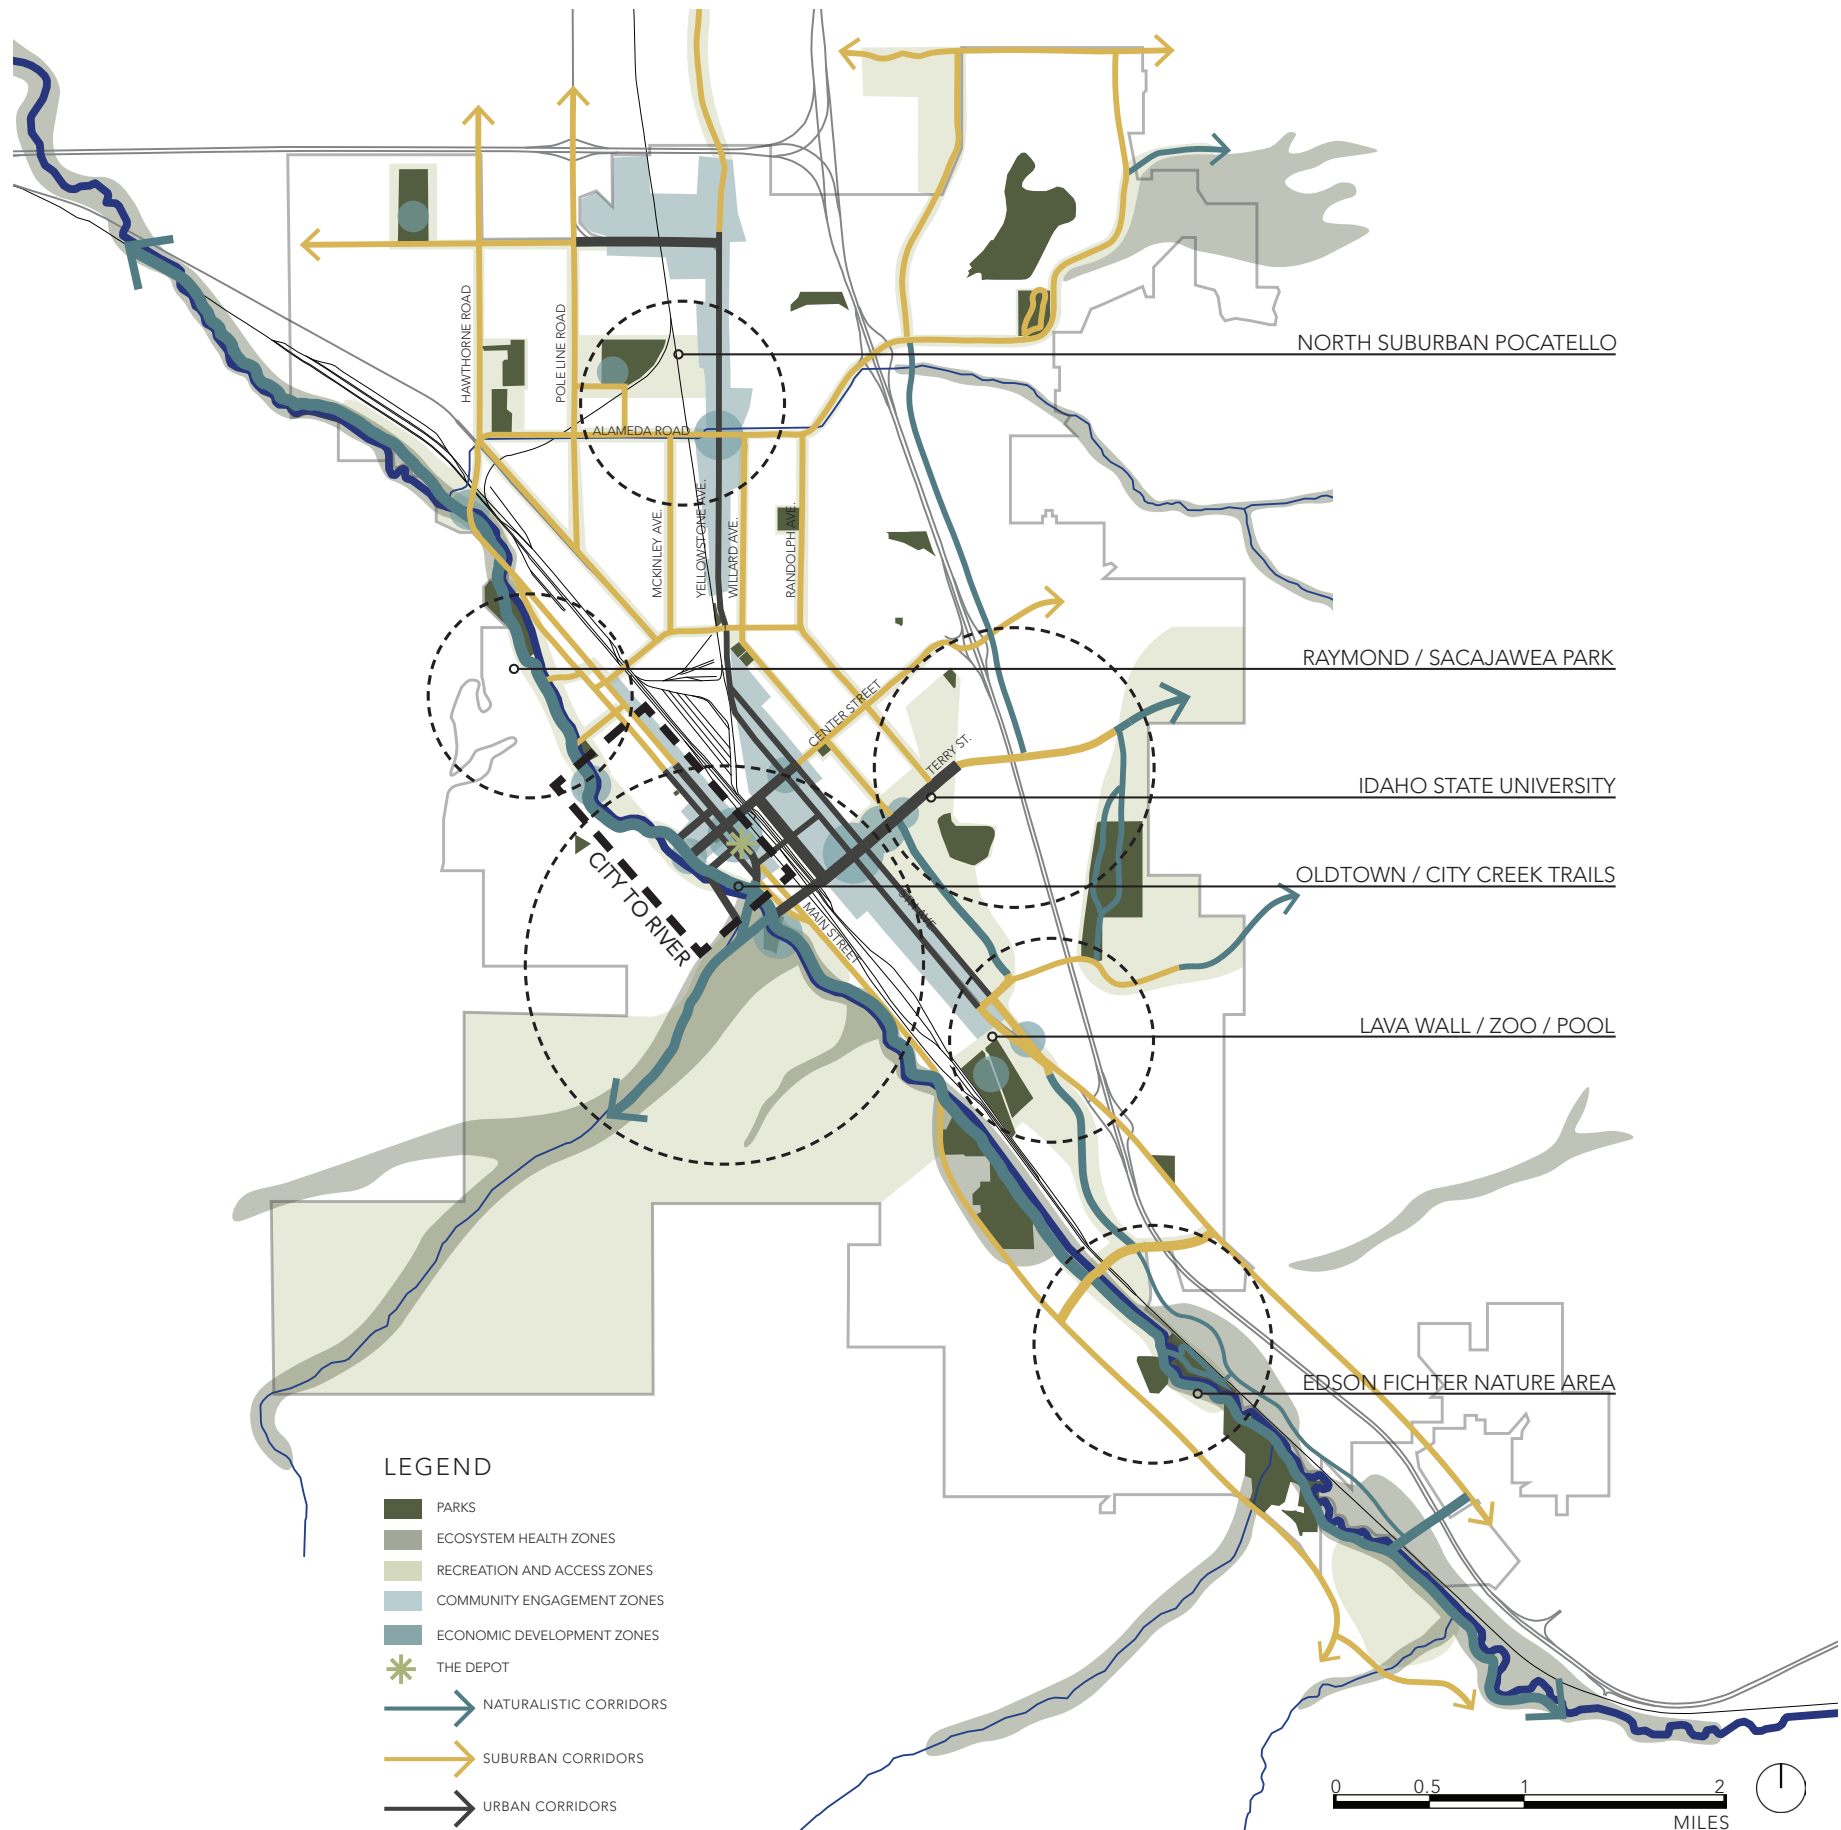 HAWTHORNE ROAD
POLE LINE ROAD
NORTH SUBURBAN POCATELLO
ALAMEDA ROAD
MCKINLEY AVE.
YELLOWSTONE AVE.
WILLARD AVE.
RANDOLPH AVE.
RAYMOND / SACAJAWEA PARK
CENTER STREET
TERRY ST.
IDAHO STATE UNIVERSITY
OLDTOWN / CITY CREEK TRAILS
CITY TO RIVER
MAIN STREET
5TH AVE.
LAVA WALL / ZOO / POOL
EDSON FICHTER NATURE AREA
LEGEND
PARKS
ECOSYSTEM HEALTH ZONES
RECREATION AND ACCESS ZONES
COMMUNITY ENGAGEMENT ZONES
ECONOMIC DEVELOPMENT ZONES
THE DEPOT
NATURALISTIC CORRIDORS
SUBURBAN CORRIDORS
URBAN CORRIDORS
0 0.5 1 2
MILES